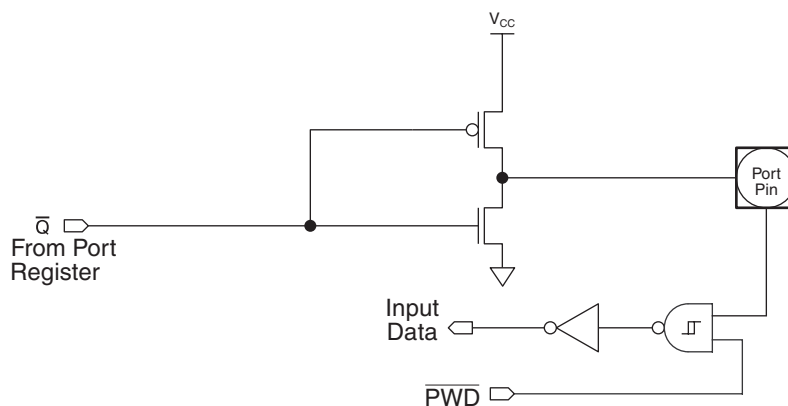 V_CC
Port
Pin
Q̅
From Port
Register
Input
Data
P̅W̅D̅